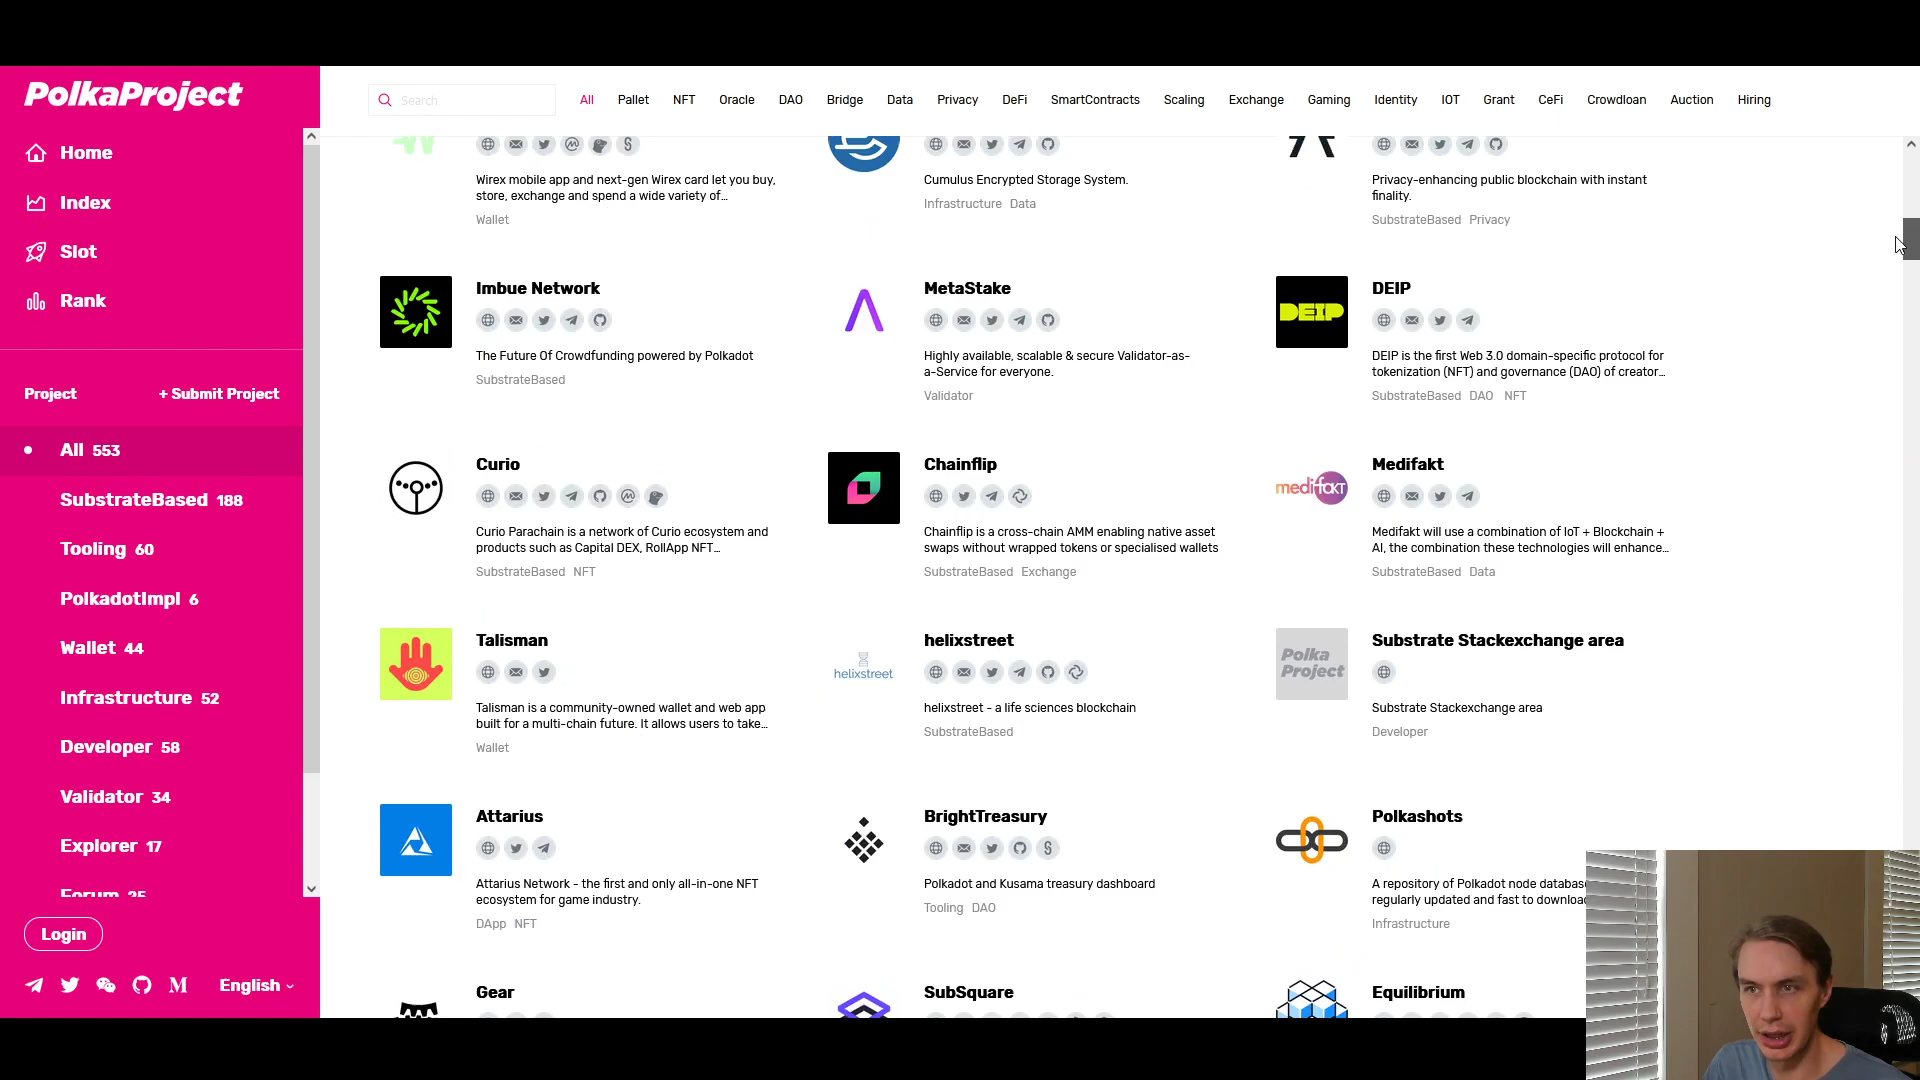 PolkaProject
Home
Index
Slot
Rank
Project
+ Submit Project
All 553
SubstrateBased 188
Tooling 60
PolkadotImpl 6
Wallet 44
Infrastructure 52
Developer 58
Validator 34
Explorer 17
Forum 25
Login
English
Search
All
Pallet
NFT
Oracle
DAO
Bridge
Data
Privacy
DeFi
SmartContracts
Scaling
Exchange
Gaming
Identity
IOT
Grant
CeFi
Crowdloan
Auction
Hiring
Wirex mobile app and next-gen Wirex card let you buy,
store, exchange and spend a wide variety of...
Wallet
Cumulus Encrypted Storage System.
Infrastructure Data
Privacy-enhancing public blockchain with instant
finality.
SubstrateBased Privacy
Imbue Network
The Future Of Crowdfunding powered by Polkadot
SubstrateBased
MetaStake
Highly available, scalable & secure Validator-as-
a-Service for everyone.
Validator
DEIP
DEIP
DEIP is the first Web 3.0 domain-specific protocol for
tokenization (NFT) and governance (DAO) of creator...
SubstrateBased DAO NFT
Curio
Curio Parachain is a network of Curio ecosystem and
products such as Capital DEX, RollApp NFT...
SubstrateBased NFT
Chainflip
Chainflip is a cross-chain AMM enabling native asset
swaps without wrapped tokens or specialised wallets
SubstrateBased Exchange
medifakt
Medifakt
Medifakt will use a combination of IoT + Blockchain +
AI, the combination these technologies will enhance...
SubstrateBased Data
Talisman
Talisman is a community-owned wallet and web app
built for a multi-chain future. It allows users to take...
Wallet
helixstreet
helixstreet
helixstreet - a life sciences blockchain
SubstrateBased
Polka
Project
Substrate Stackexchange area
Substrate Stackexchange area
Developer
Attarius
Attarius Network - the first and only all-in-one NFT
ecosystem for game industry.
DApp NFT
BrightTreasury
Polkadot and Kusama treasury dashboard
Tooling DAO
Polkashots
A repository of Polkadot node databas
regularly updated and fast to downloa
Infrastructure
Gear
SubSquare
Equilibrium